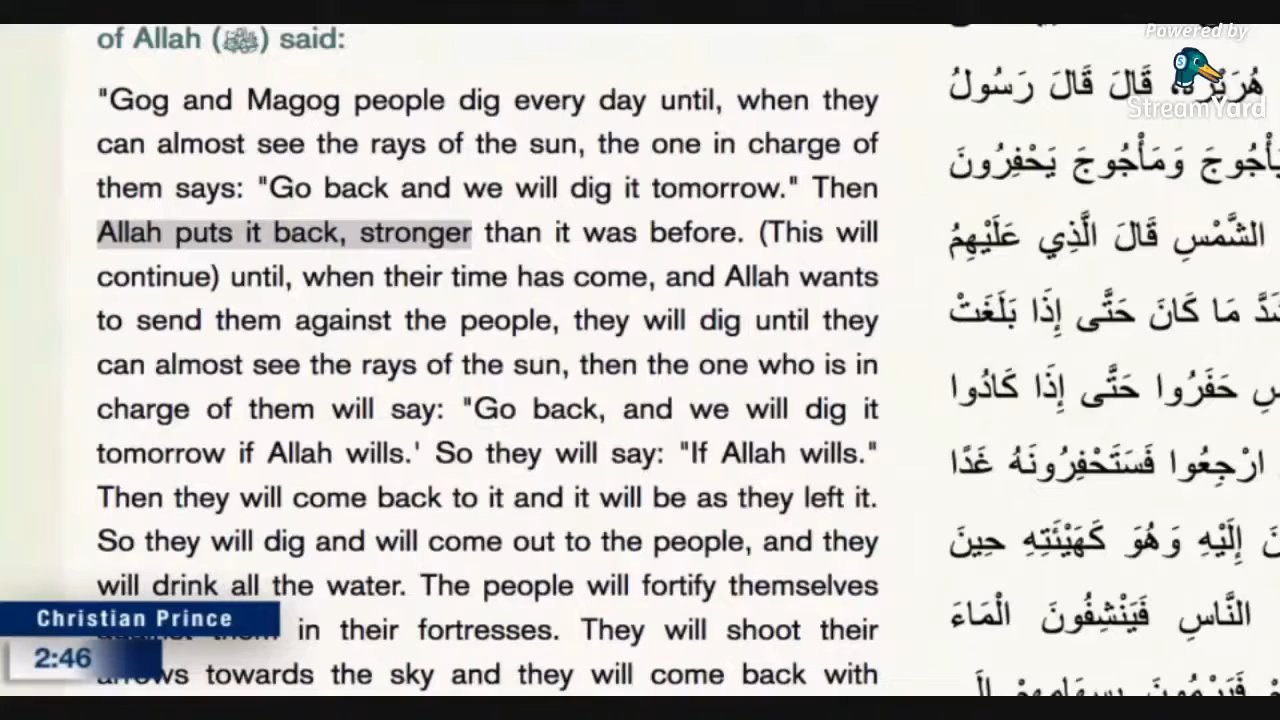 Powered by
StreamYard
of Allah (ﷺ) said:
"Gog and Magog people dig every day until, when they
can almost see the rays of the sun, the one in charge of
them says: "Go back and we will dig it tomorrow." Then
Allah puts it back, stronger than it was before. (This will
continue) until, when their time has come, and Allah wants
to send them against the people, they will dig until they
can almost see the rays of the sun, then the one who is in
charge of them will say: "Go back, and we will dig it
tomorrow if Allah wills.' So they will say: "If Allah wills."
Then they will come back to it and it will be as they left it.
So they will dig and will come out to the people, and they
will drink all the water. The people will fortify themselves
against them in their fortresses. They will shoot their
arrows towards the sky and they will come back with
هُرَيْرَةَ، قَالَ قَالَ رَسُولُ
يَأْجُوجَ وَمَأْجُوجَ يَحْفِرُونَ
الشَّمْسِ قَالَ الَّذِي عَلَيْهِمُ
مَا كَانَ حَتَّى إِذَا بَلَغَتْ
حَفَرُوا حَتَّى إِذَا كَادُوا
ارْجِعُوا فَسَتَحْفِرُونَهُ غَدًا
إِلَيْهِ وَهُوَ كَهَيْئَتِهِ حِينَ
النَّاسِ فَيَنْشِفُونَ الْمَاءَ
فَيَرْمُونَ بِسِهَامِهِمْ
Christian Prince
2:46